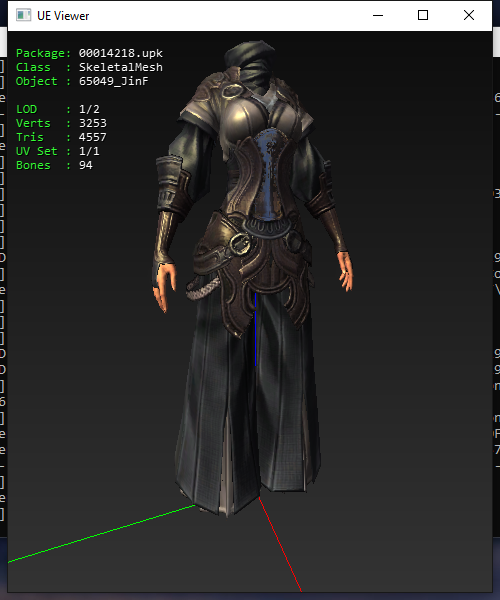 UE Viewer
Package: 00014218.upk
Class : SkeletalMesh
Object : 65049_JinF
LOD : 1/2
Verts : 3253
Tris : 4557
UV Set : 1/1
Bones : 94